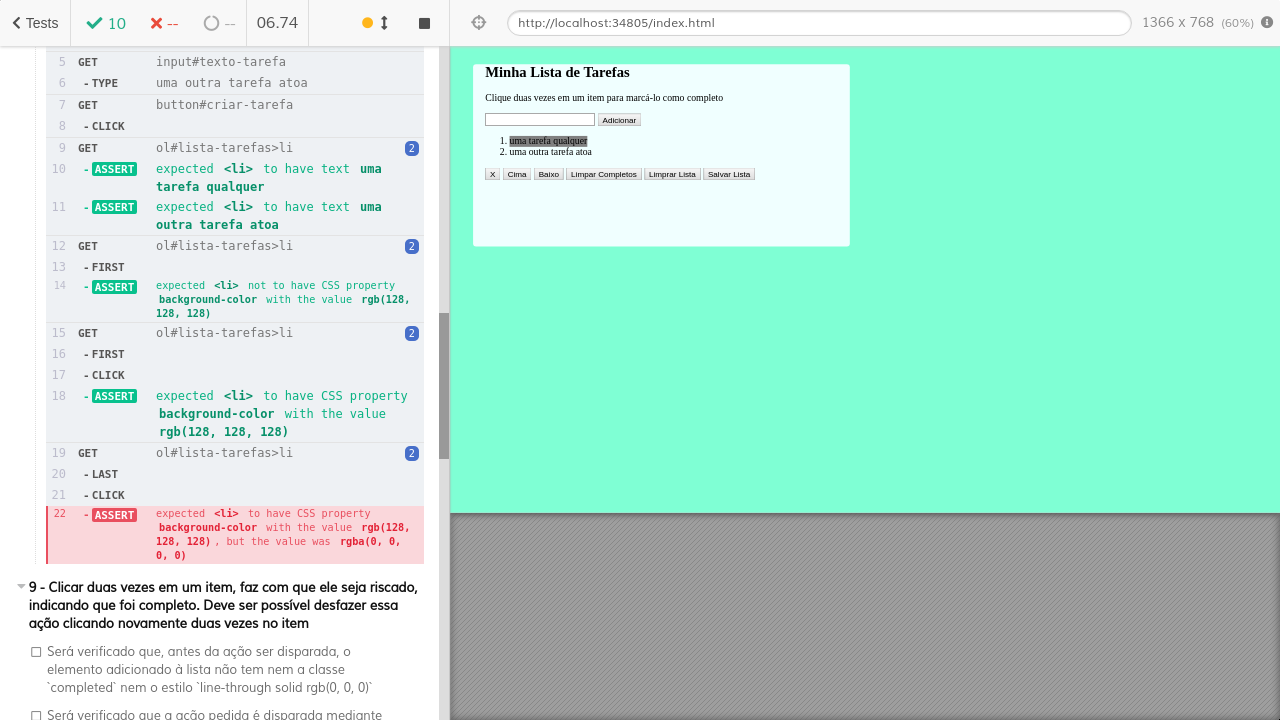 Tests
10
--
--
06.74
http://localhost:34805/index.html
1366 x 768 (60%)
5 GET input#texto-tarefa
6 -TYPE uma outra tarefa atoa
7 GET button#criar-tarefa
8 -CLICK
9 GET ol#lista-tarefas>li 2
10 -ASSERT expected <li> to have text uma
tarefa qualquer
11 -ASSERT expected <li> to have text uma
outra tarefa atoa
12 GET ol#lista-tarefas>li 2
13 -FIRST
14 -ASSERT expected <li> not to have CSS property
background-color with the value rgb(128,
128, 128)
15 GET ol#lista-tarefas>li 2
16 -FIRST
17 -CLICK
18 -ASSERT expected <li> to have CSS property
background-color with the value
rgb(128, 128, 128)
19 GET ol#lista-tarefas>li 2
20 -LAST
21 -CLICK
22 -ASSERT expected <li> to have CSS property
background-color with the value rgb(128,
128, 128), but the value was rgba(0, 0,
0, 0)
9 - Clicar duas vezes em um item, faz com que ele seja riscado,
indicando que foi completo. Deve ser possível desfazer essa
ação clicando novamente duas vezes no item
Será verificado que, antes da ação ser disparada, o
elemento adicionado à lista não tem nem a classe
`completed` nem o estilo `line-through solid rgb(0, 0, 0)`
Será verificado que a ação pedida é disparada mediante
Minha Lista de Tarefas
Clique duas vezes em um item para marcá-lo como completo
Adicionar
1. uma tarefa qualquer
2. uma outra tarefa atoa
X Cima Baixo Limpar Completos Limprar Lista Salvar Lista